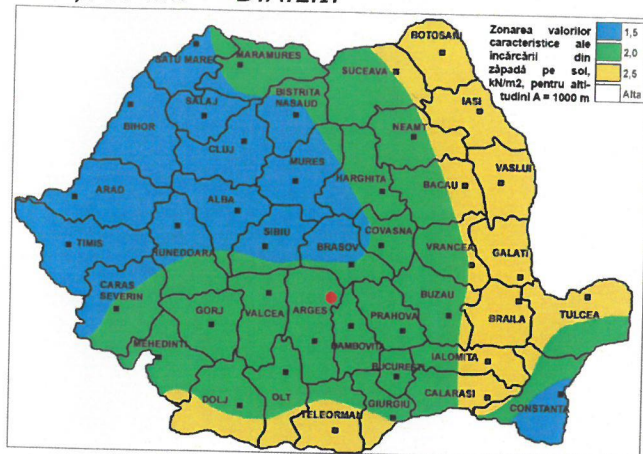 Zonarea valorilor
caracteristice ale
încărcării din
zăpadă pe sol,
kN/m2, pentru alti-
tudini A = 1000 m
1,5
2,0
2,5
Alta
BOTOSANI
SATU MARE
MARAMURES
SUCEAVA
BISTRITA
NASAUD
SALAJ
IASI
BIHOR
CLUJ
NEAMT
MURES
HARGHITA
BACAU
VASLUI
ARAD
ALBA
TIMIS
HUNEDOARA
SIBIU
BRASOV
COVASNA
VRANCEA
GALATI
CARAS
SEVERIN
GORJ
VALCEA
ARGES
PRAHOVA
BUZAU
BRAILA
TULCEA
MEHEDINTI
DAMBOVITA
IALOMITA
BUCURESTI
DOLJ
OLT
TELEORMAN
GIURGIU
CALARASI
CONSTANTA